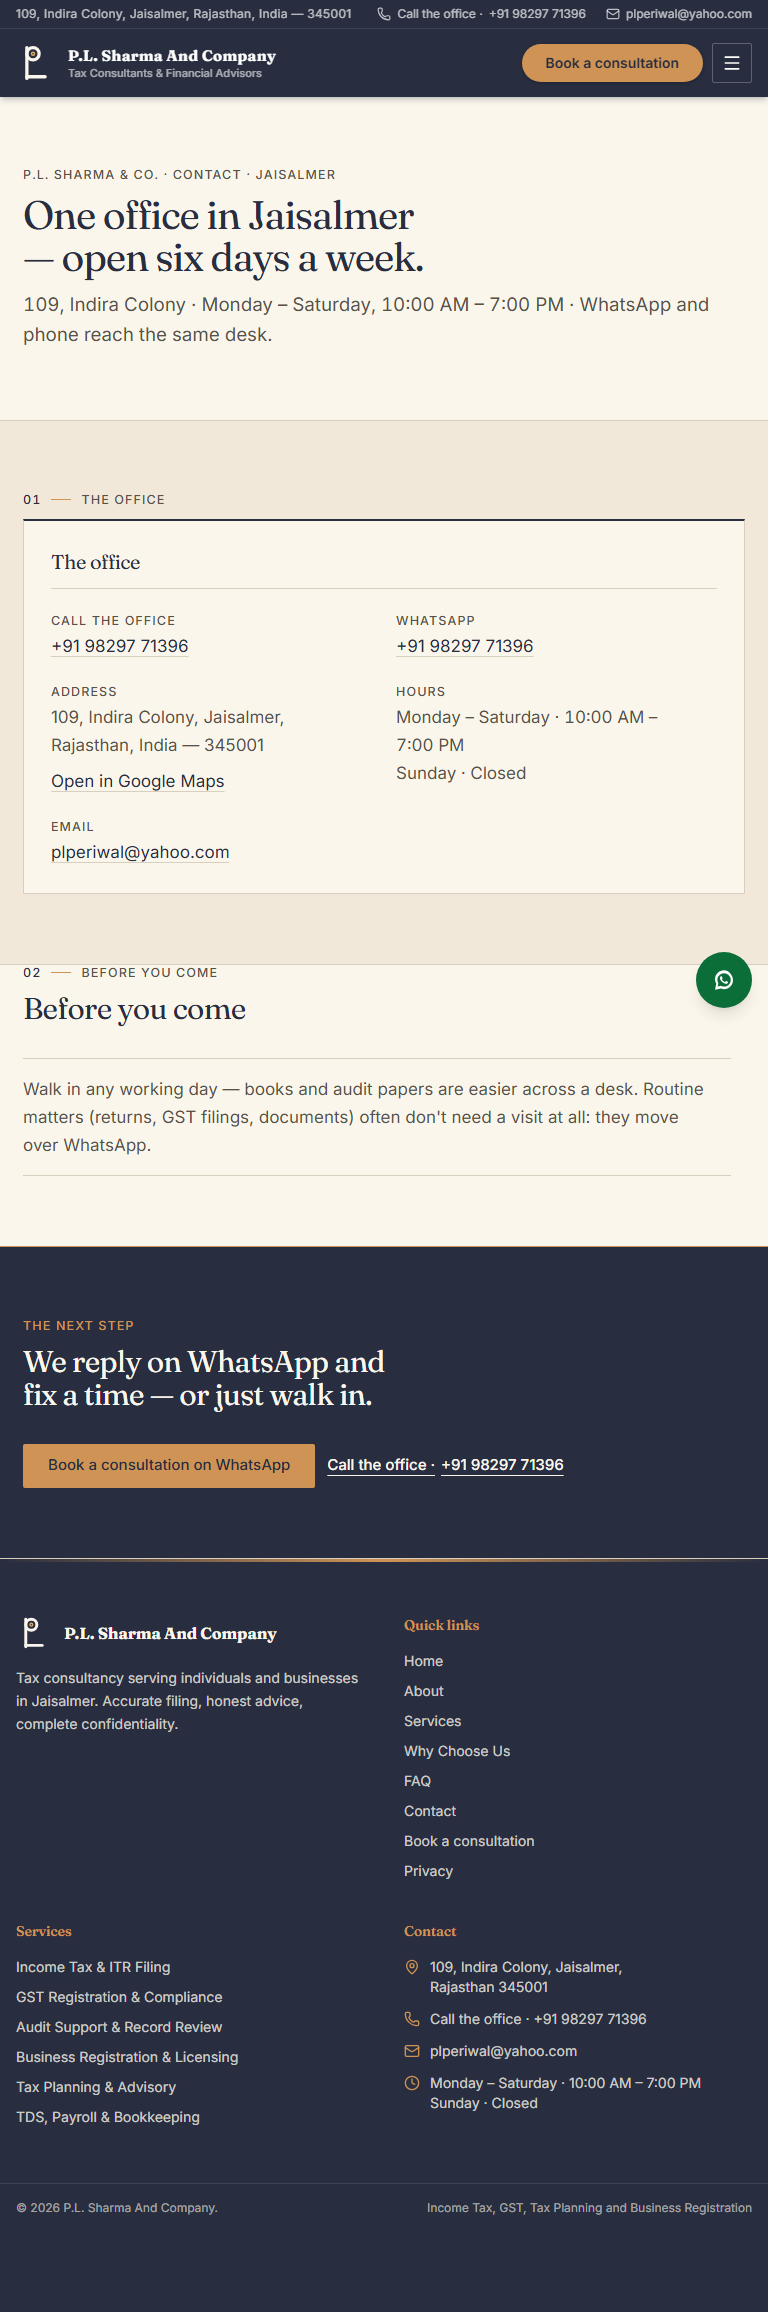 109, Indira Colony, Jaisalmer, Rajasthan, India — 345001
Call the office · +91 98297 71396
plperiwal@yahoo.com
P.L. Sharma And Company
Tax Consultants & Financial Advisors
Book a consultation
P.L. SHARMA & CO. · CONTACT · JAISALMER
One office in Jaisalmer
— open six days a week.
109, Indira Colony · Monday – Saturday, 10:00 AM – 7:00 PM · WhatsApp and
phone reach the same desk.
01 — THE OFFICE
The office
CALL THE OFFICE
+91 98297 71396
WHATSAPP
+91 98297 71396
ADDRESS
109, Indira Colony, Jaisalmer,
Rajasthan, India — 345001
Open in Google Maps
HOURS
Monday – Saturday · 10:00 AM –
7:00 PM
Sunday · Closed
EMAIL
plperiwal@yahoo.com
02 — BEFORE YOU COME
Before you come
Walk in any working day — books and audit papers are easier across a desk. Routine
matters (returns, GST filings, documents) often don't need a visit at all: they move
over WhatsApp.
THE NEXT STEP
We reply on WhatsApp and
fix a time — or just walk in.
Book a consultation on WhatsApp
Call the office · +91 98297 71396
P.L. Sharma And Company
Tax consultancy serving individuals and businesses
in Jaisalmer. Accurate filing, honest advice,
complete confidentiality.
Quick links
Home
About
Services
Why Choose Us
FAQ
Contact
Book a consultation
Privacy
Services
Income Tax & ITR Filing
GST Registration & Compliance
Audit Support & Record Review
Business Registration & Licensing
Tax Planning & Advisory
TDS, Payroll & Bookkeeping
Contact
109, Indira Colony, Jaisalmer,
Rajasthan 345001
Call the office · +91 98297 71396
plperiwal@yahoo.com
Monday – Saturday · 10:00 AM – 7:00 PM
Sunday · Closed
© 2026 P.L. Sharma And Company.
Income Tax, GST, Tax Planning and Business Registration